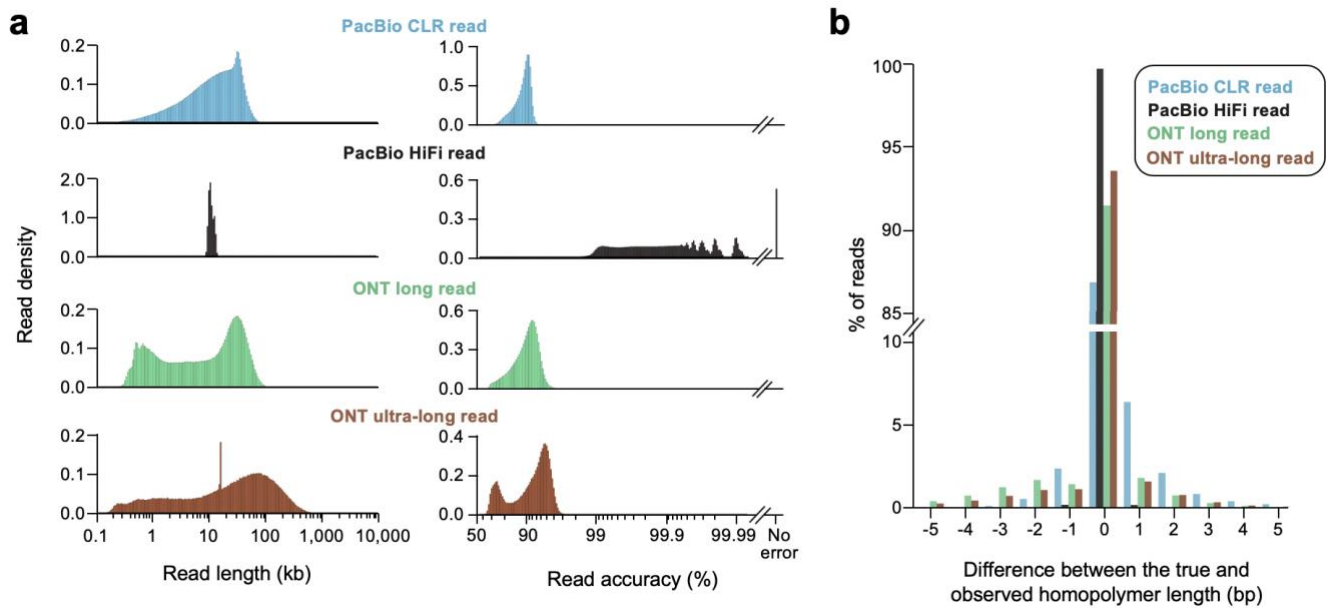 a
PacBio CLR read
0.2
0.1
0.0
1.0
0.5
0.0
PacBio HiFi read
2.0
1.0
0.0
0.6
0.3
0.0
ONT long read
0.2
0.1
0.0
0.6
0.3
0.0
ONT ultra-long read
0.2
0.1
0.0
0.4
0.2
0.0
Read density
0.1 1 10 100 1,000 10,000
Read length (kb)
50 90 99 99.9 99.99 No
error
Read accuracy (%)
b
100
95
90
85
10
5
0
% of reads
PacBio CLR read
PacBio HiFi read
ONT long read
ONT ultra-long read
-5 -4 -3 -2 -1 0 1 2 3 4 5
Difference between the true and
observed homopolymer length (bp)